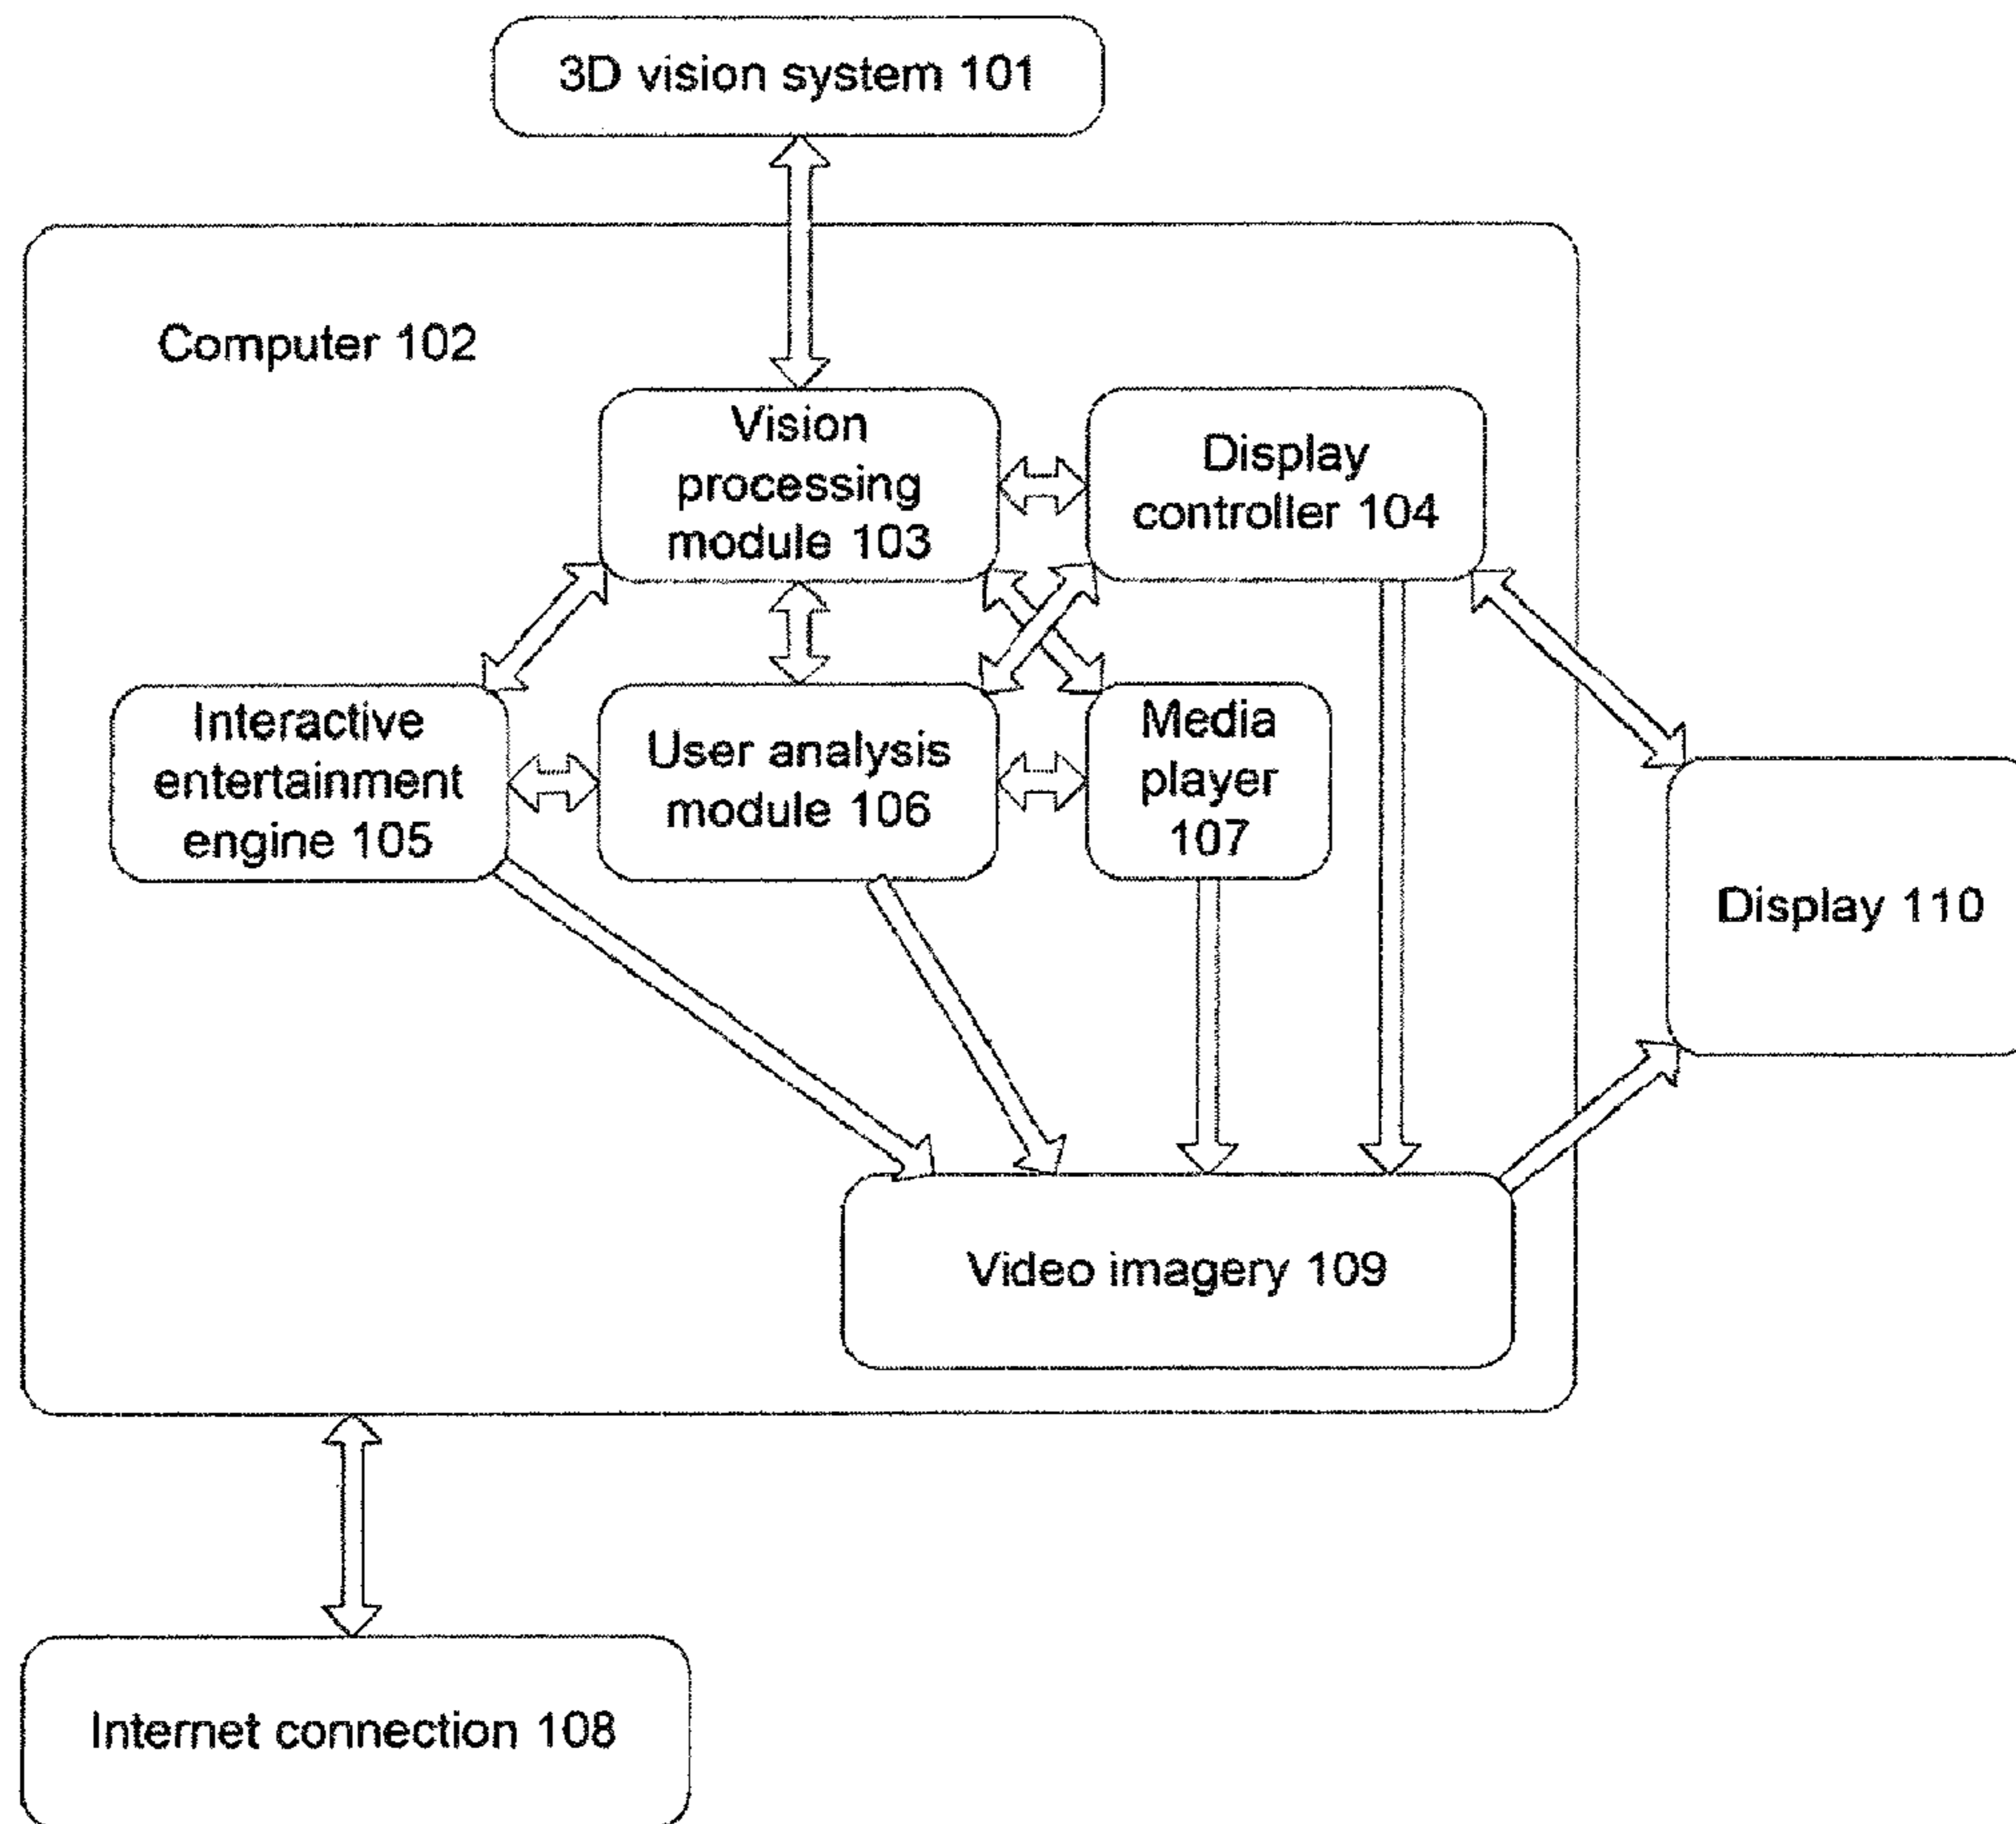 3D vision system 101
Computer 102
Vision
processing
module 103
Display
controller 104
Interactive
entertainment
engine 105
User analysis
module 106
Media
player
107
Display 110
Video imagery 109
Internet connection 108